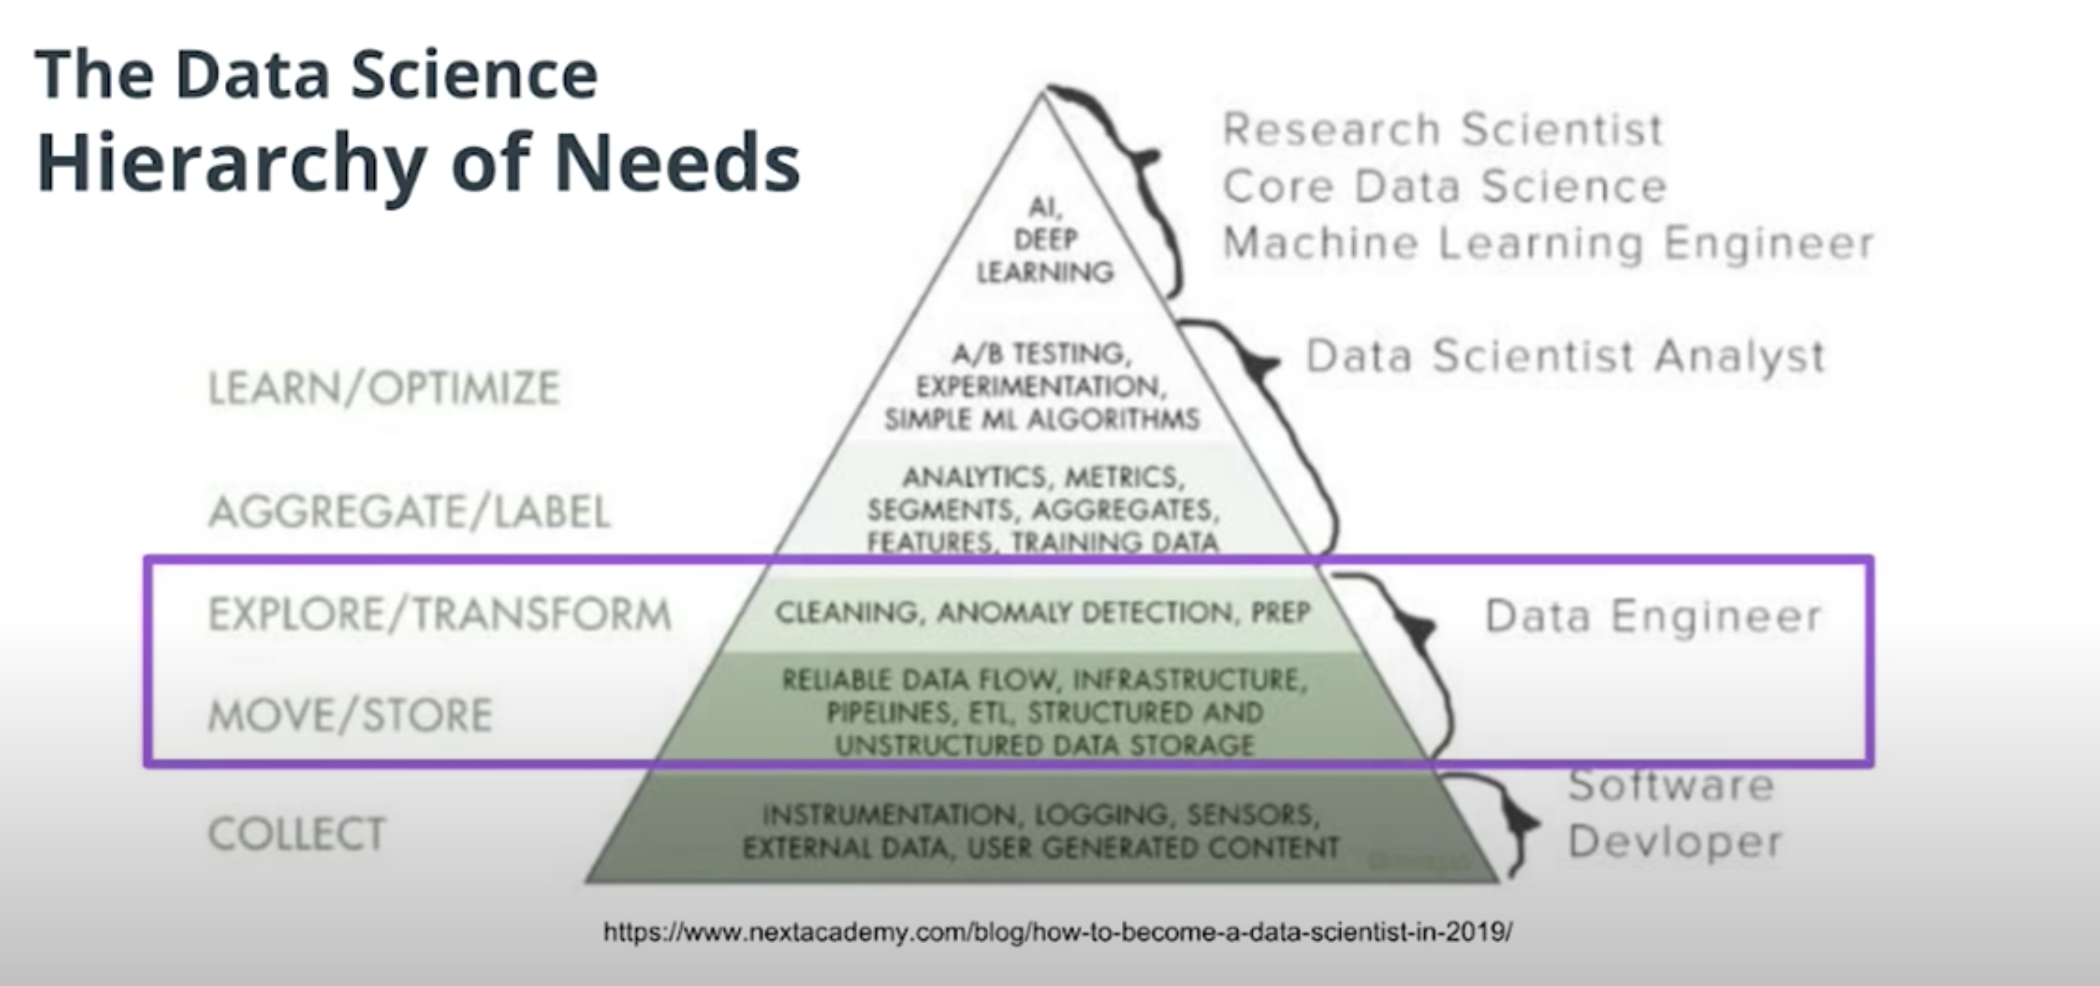 The Data Science
Hierarchy of Needs
AI,
DEEP
LEARNING
Research Scientist
Core Data Science
Machine Learning Engineer
LEARN/OPTIMIZE
A/B TESTING,
EXPERIMENTATION,
SIMPLE ML ALGORITHMS
Data Scientist Analyst
AGGREGATE/LABEL
ANALYTICS, METRICS,
SEGMENTS, AGGREGATES,
FEATURES, TRAINING DATA
EXPLORE/TRANSFORM
CLEANING, ANOMALY DETECTION, PREP
Data Engineer
MOVE/STORE
RELIABLE DATA FLOW, INFRASTRUCTURE,
PIPELINES, ETL, STRUCTURED AND
UNSTRUCTURED DATA STORAGE
COLLECT
INSTRUMENTATION, LOGGING, SENSORS,
EXTERNAL DATA, USER GENERATED CONTENT
Software
Devloper
https://www.nextacademy.com/blog/how-to-become-a-data-scientist-in-2019/